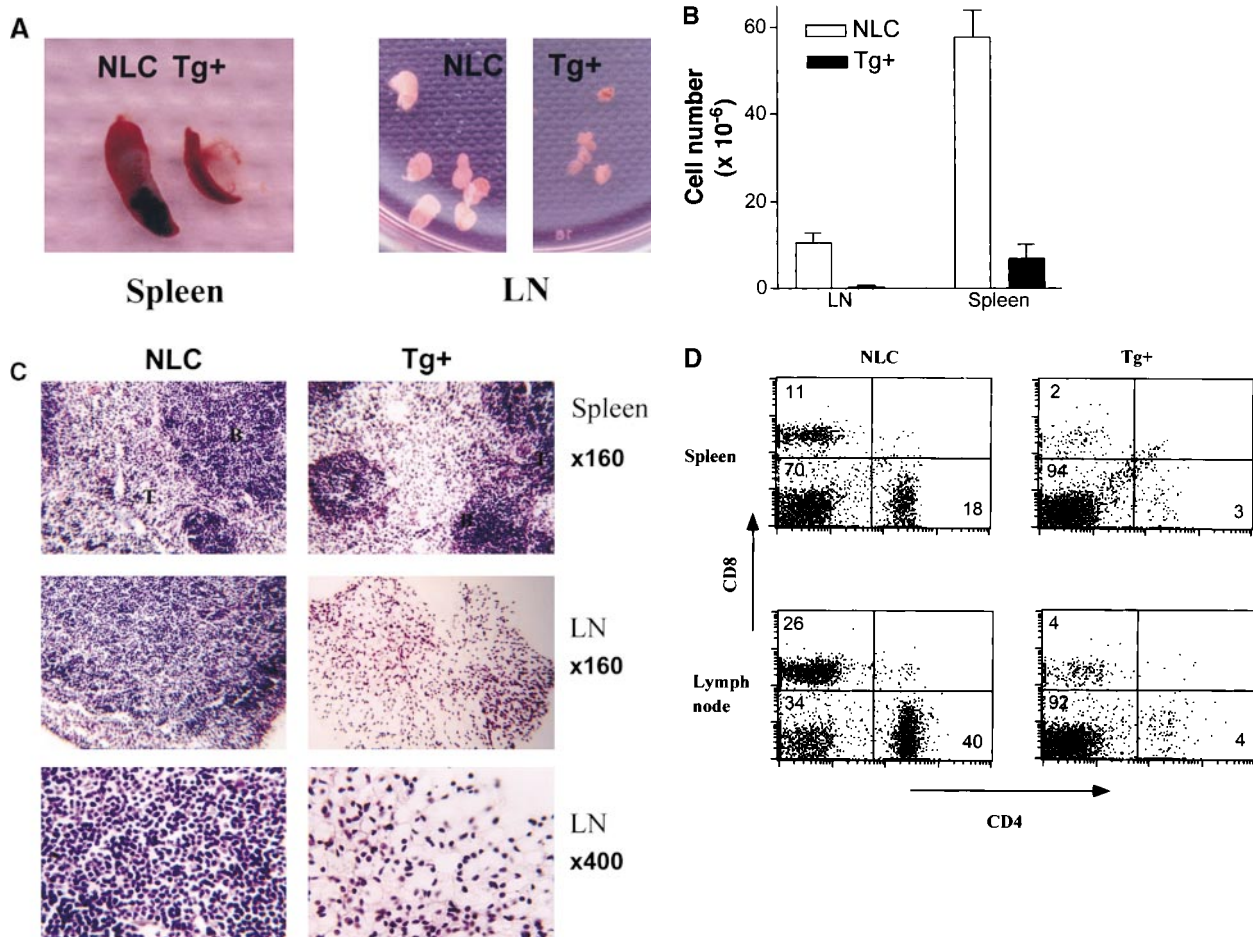 A
NLC Tg+
NLC Tg+
Spleen
LN
B
Cell number
(x 10-6)
60
40
20
0
NLC
Tg+
LN
Spleen
C
NLC
Tg+
B
T
Spleen
x160
LN
x160
LN
x400
D
NLC
Tg+
Spleen
11
70
18
2
94
3
CD8
Lymph
node
26
34
40
4
92
4
CD4